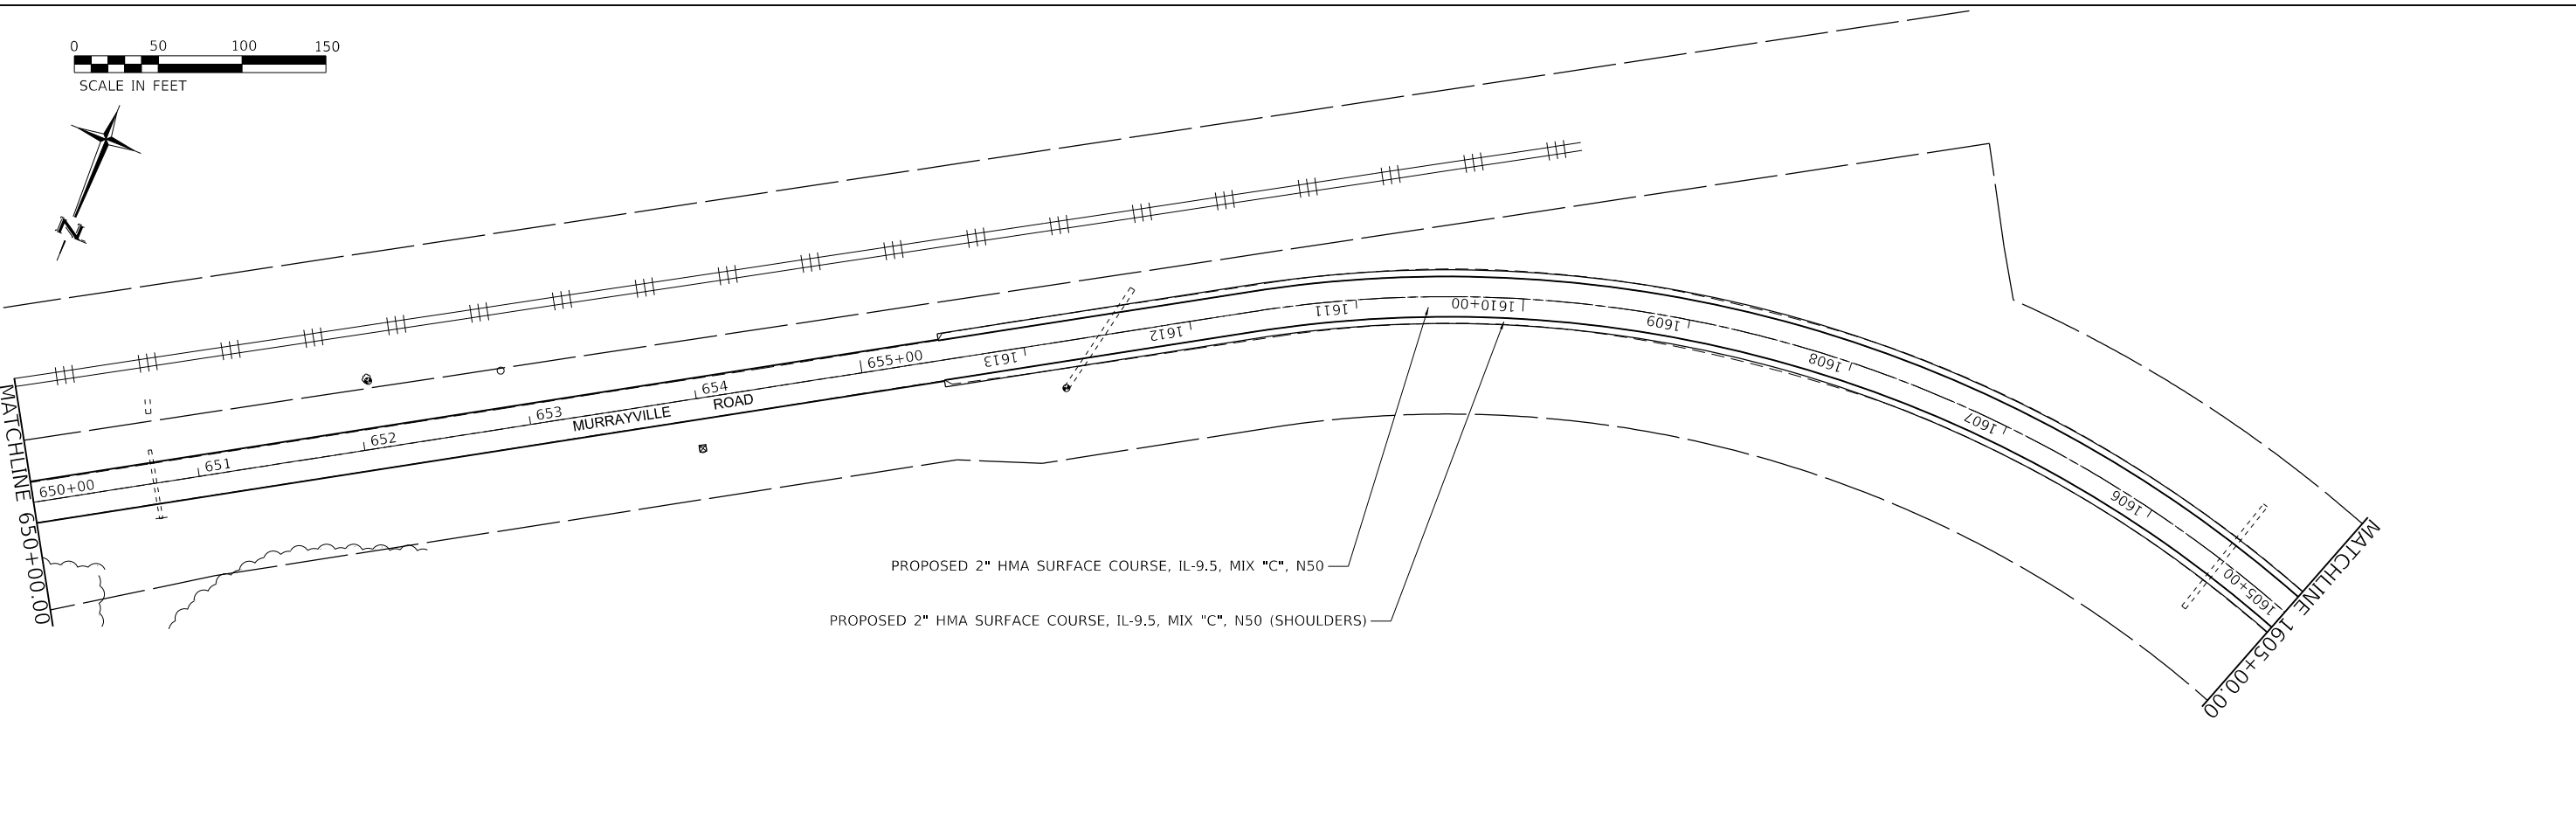 0 50 100 150
SCALE IN FEET
N
MATCHLINE 650+00.00
650+00
651
652
653
654
655+00
MURRAYVILLE ROAD
1613
1612
1611
1610+00
1609
1608
1607
1606
1605+00
MATCHLINE 1605+00.00
PROPOSED 2" HMA SURFACE COURSE, IL-9.5, MIX "C", N50
PROPOSED 2" HMA SURFACE COURSE, IL-9.5, MIX "C", N50 (SHOULDERS)